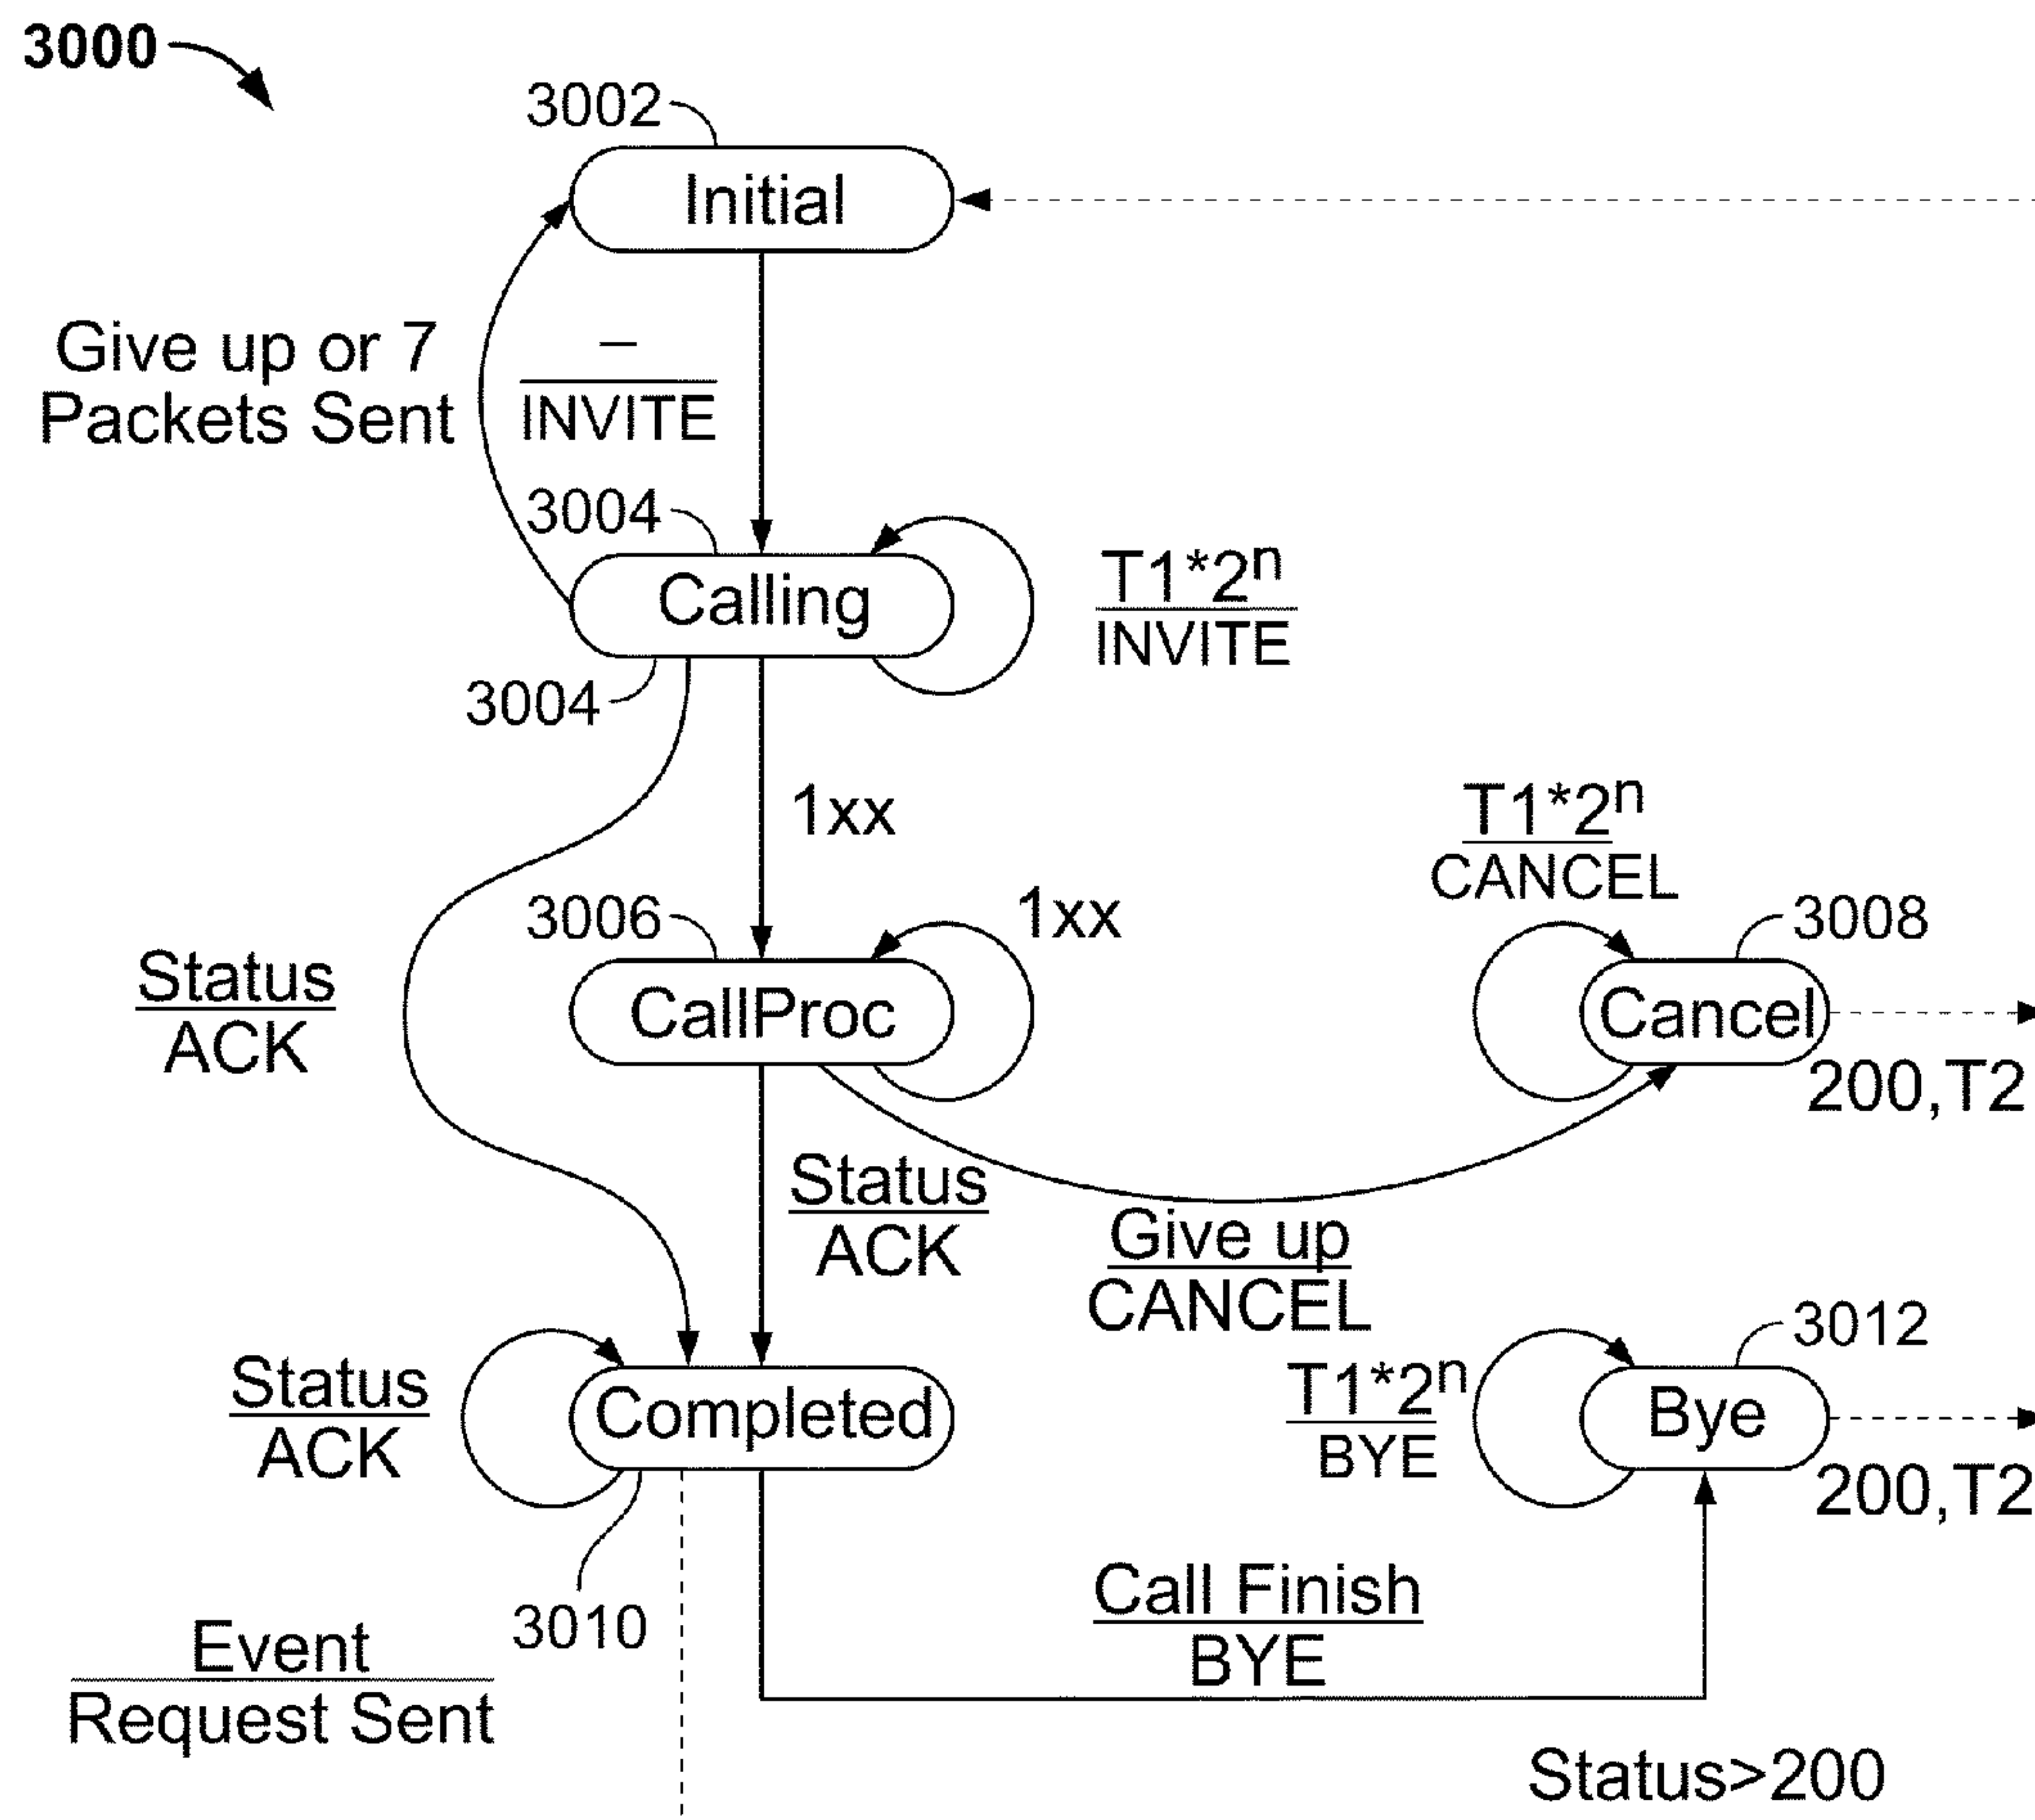 3000
3002
Initial
Give up or 7
Packets Sent
–
INVITE
3004
Calling
T1*2ⁿ
INVITE
3004
1xx
T1*2ⁿ
CANCEL
3006
1xx
3008
Status
ACK
CallProc
Cancel
200,T2
Status
ACK
Give up
CANCEL
3012
Status
ACK
Completed
T1*2ⁿ
BYE
Bye
200,T2
3010
Call Finish
BYE
Event
Request Sent
Status>200